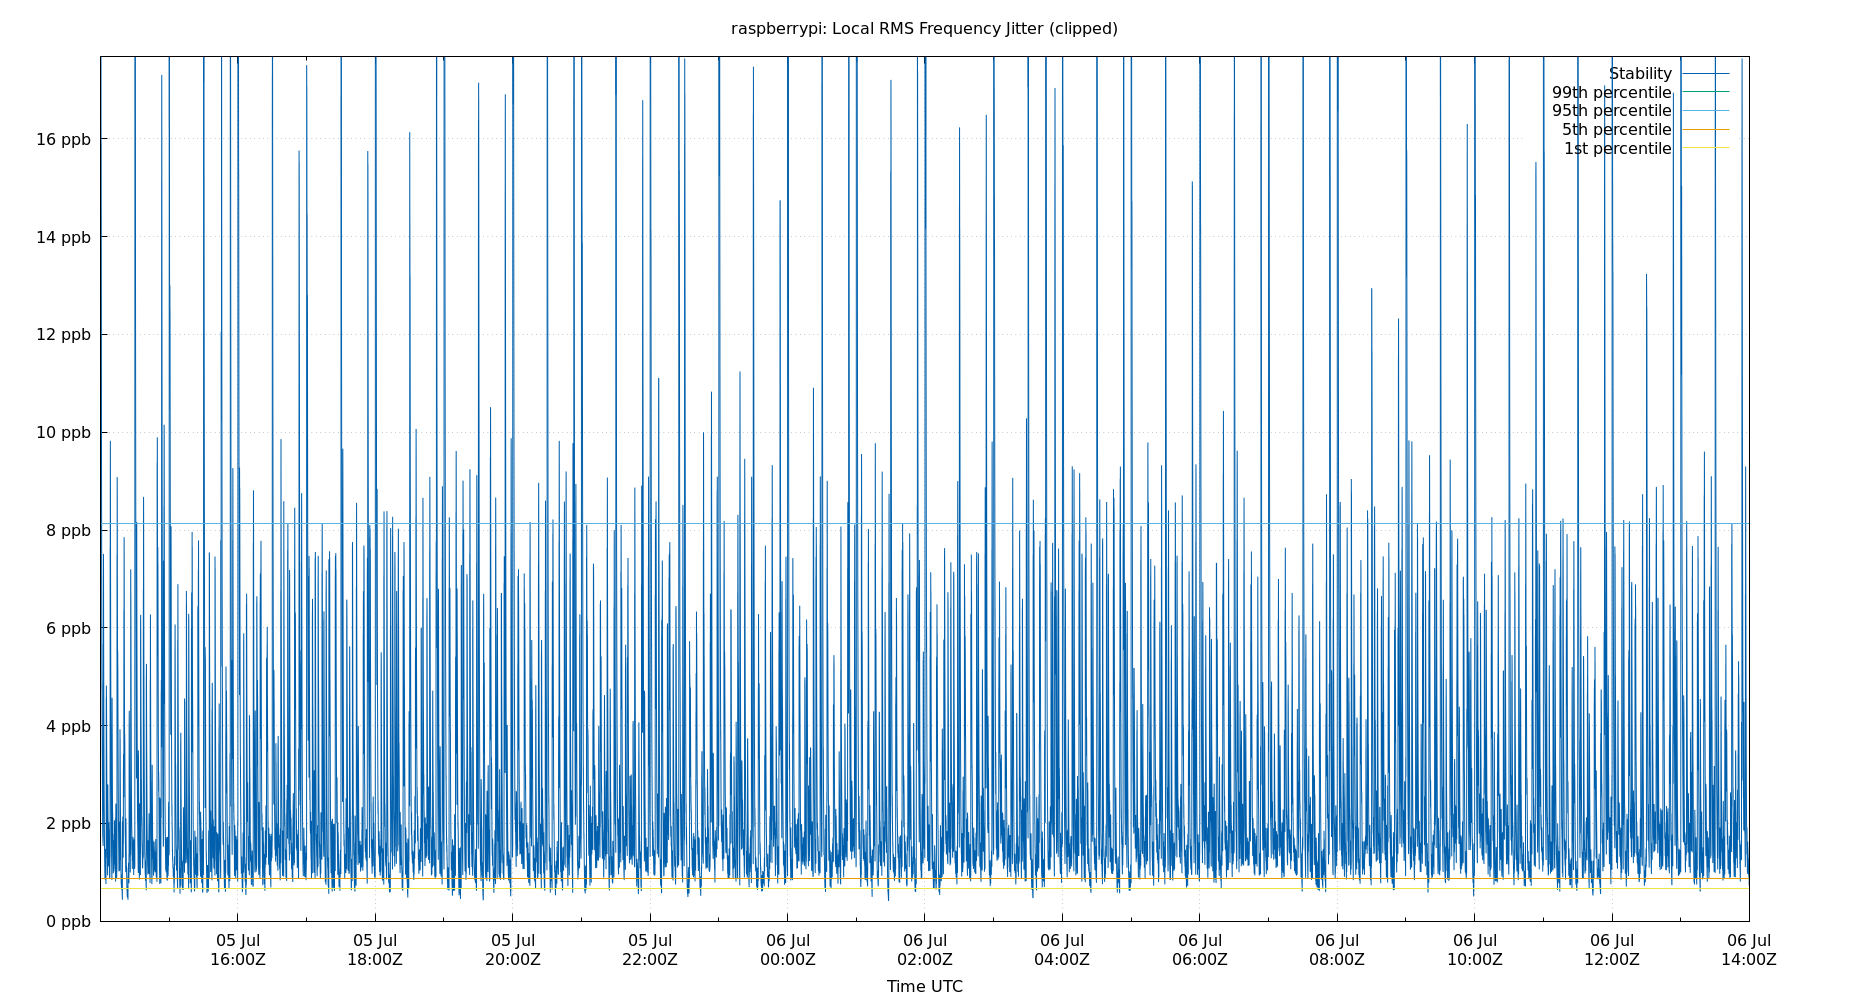 raspberrypi: Local RMS Frequency Jitter (clipped)
Stability
99th percentile
95th percentile
5th percentile
1st percentile
16 ppb
14 ppb
12 ppb
10 ppb
8 ppb
6 ppb
4 ppb
2 ppb
0 ppb
05 Jul 05 Jul 05 Jul 05 Jul 06 Jul 06 Jul 06 Jul 06 Jul 06 Jul 06 Jul 06 Jul 06 Jul
16:00Z 18:00Z 20:00Z 22:00Z 00:00Z 02:00Z 04:00Z 06:00Z 08:00Z 10:00Z 12:00Z 14:00Z
Time UTC